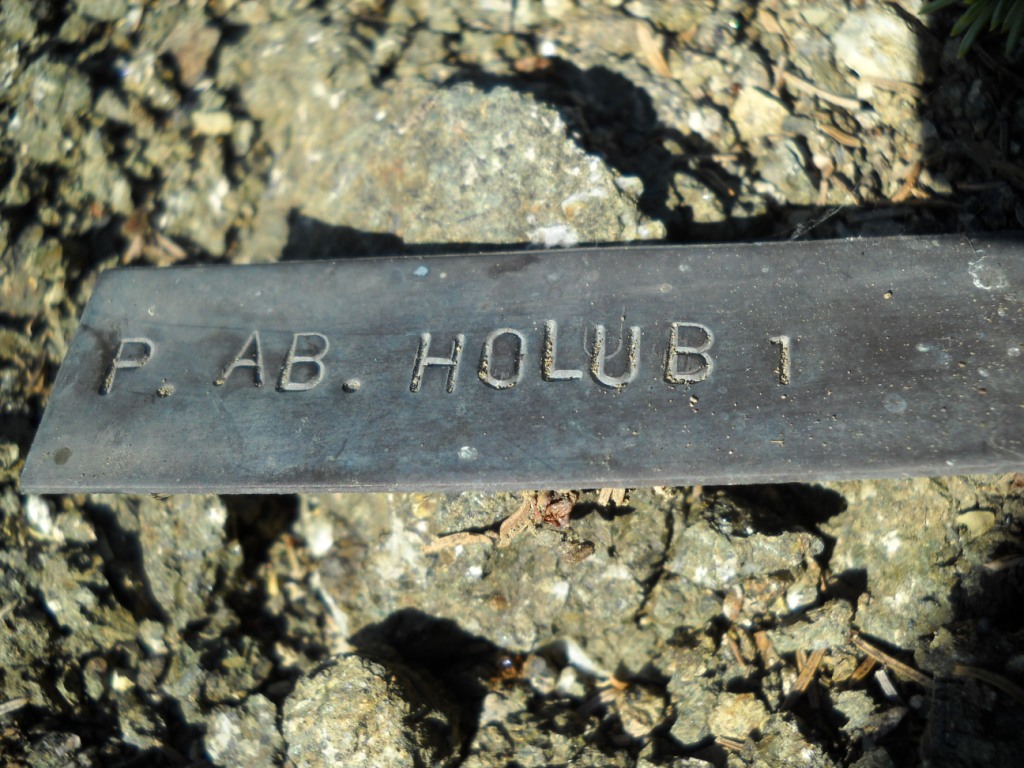 P. AB. HOLUB 1